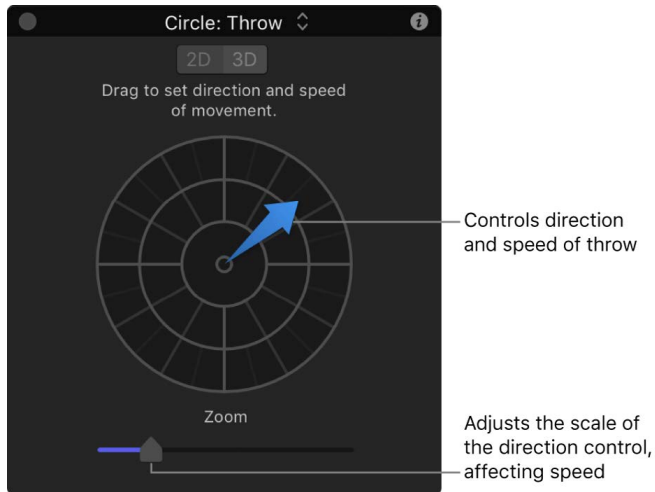 Circle: Throw
2D 3D
Drag to set direction and speed
of movement.
Controls direction
and speed of throw
Zoom
Adjusts the scale of
the direction control,
affecting speed